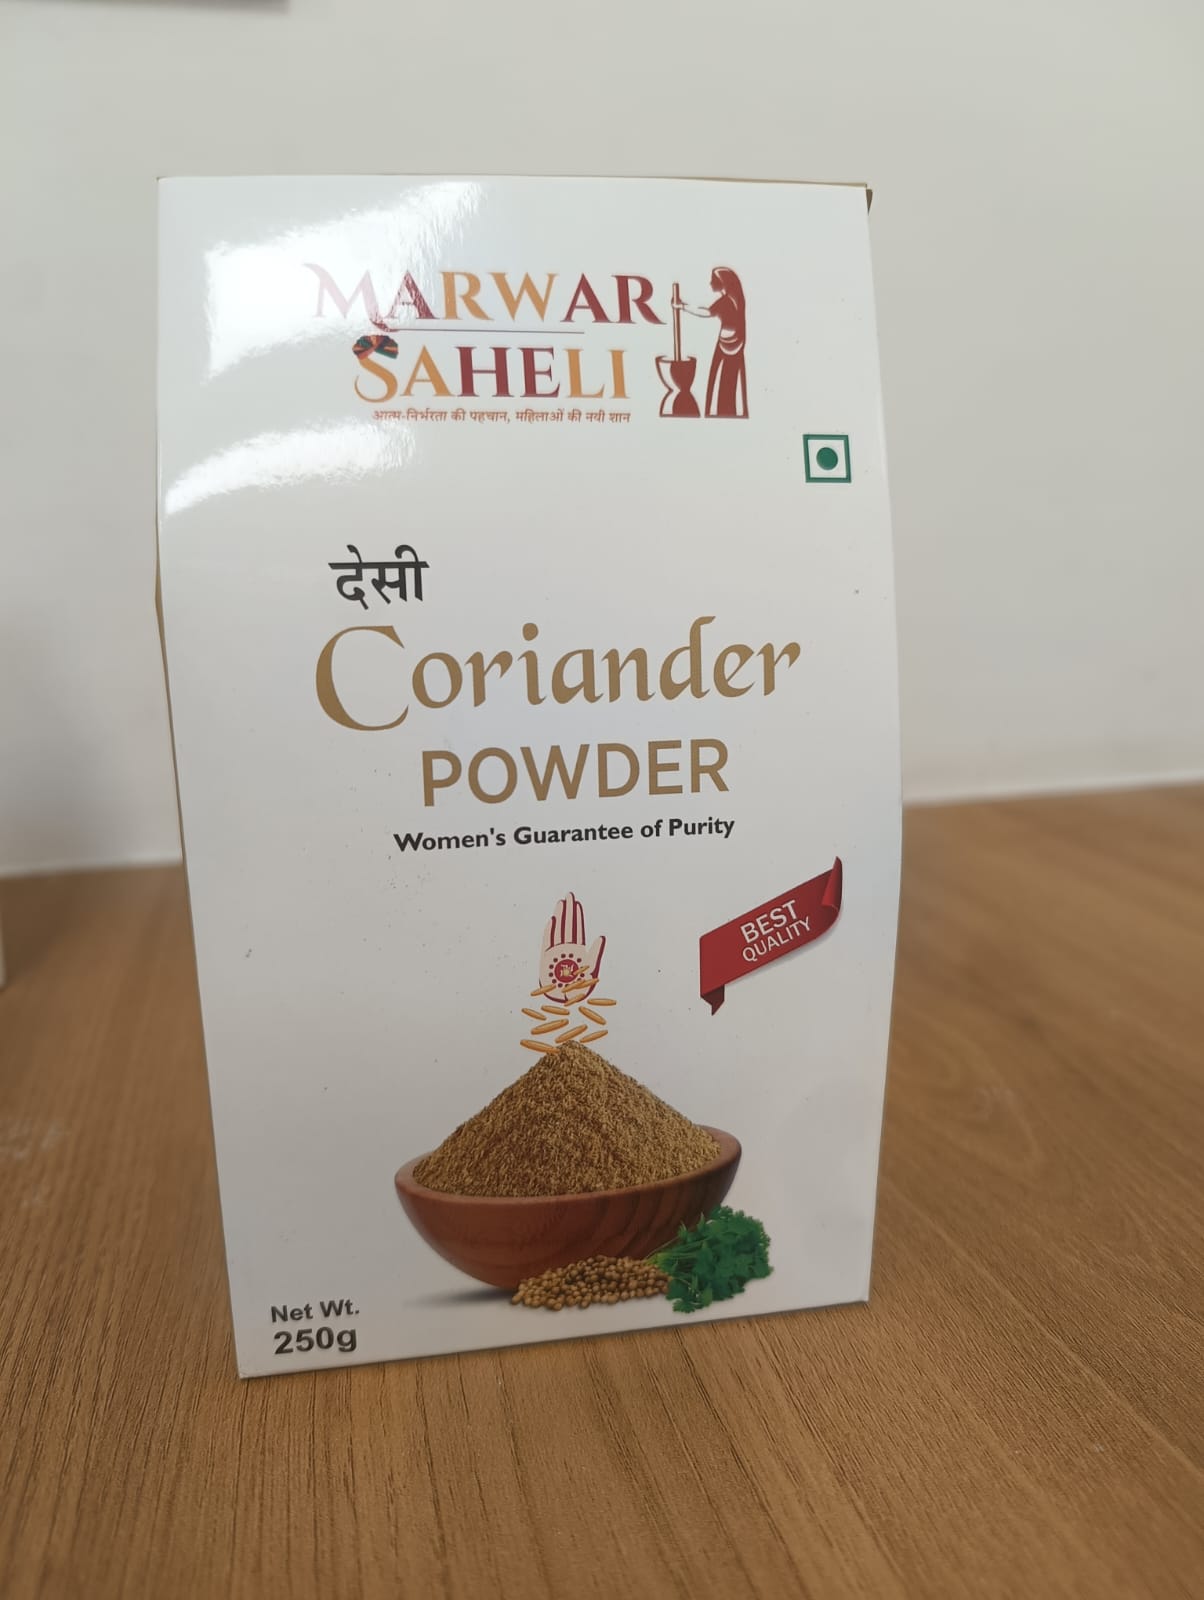 MARWAR
SAHELI
आत्म-निर्भरता की पहचान, महिलाओं की नयी शान
देसी
Coriander
POWDER
Women's Guarantee of Purity
BEST
QUALITY
Net Wt.
250g